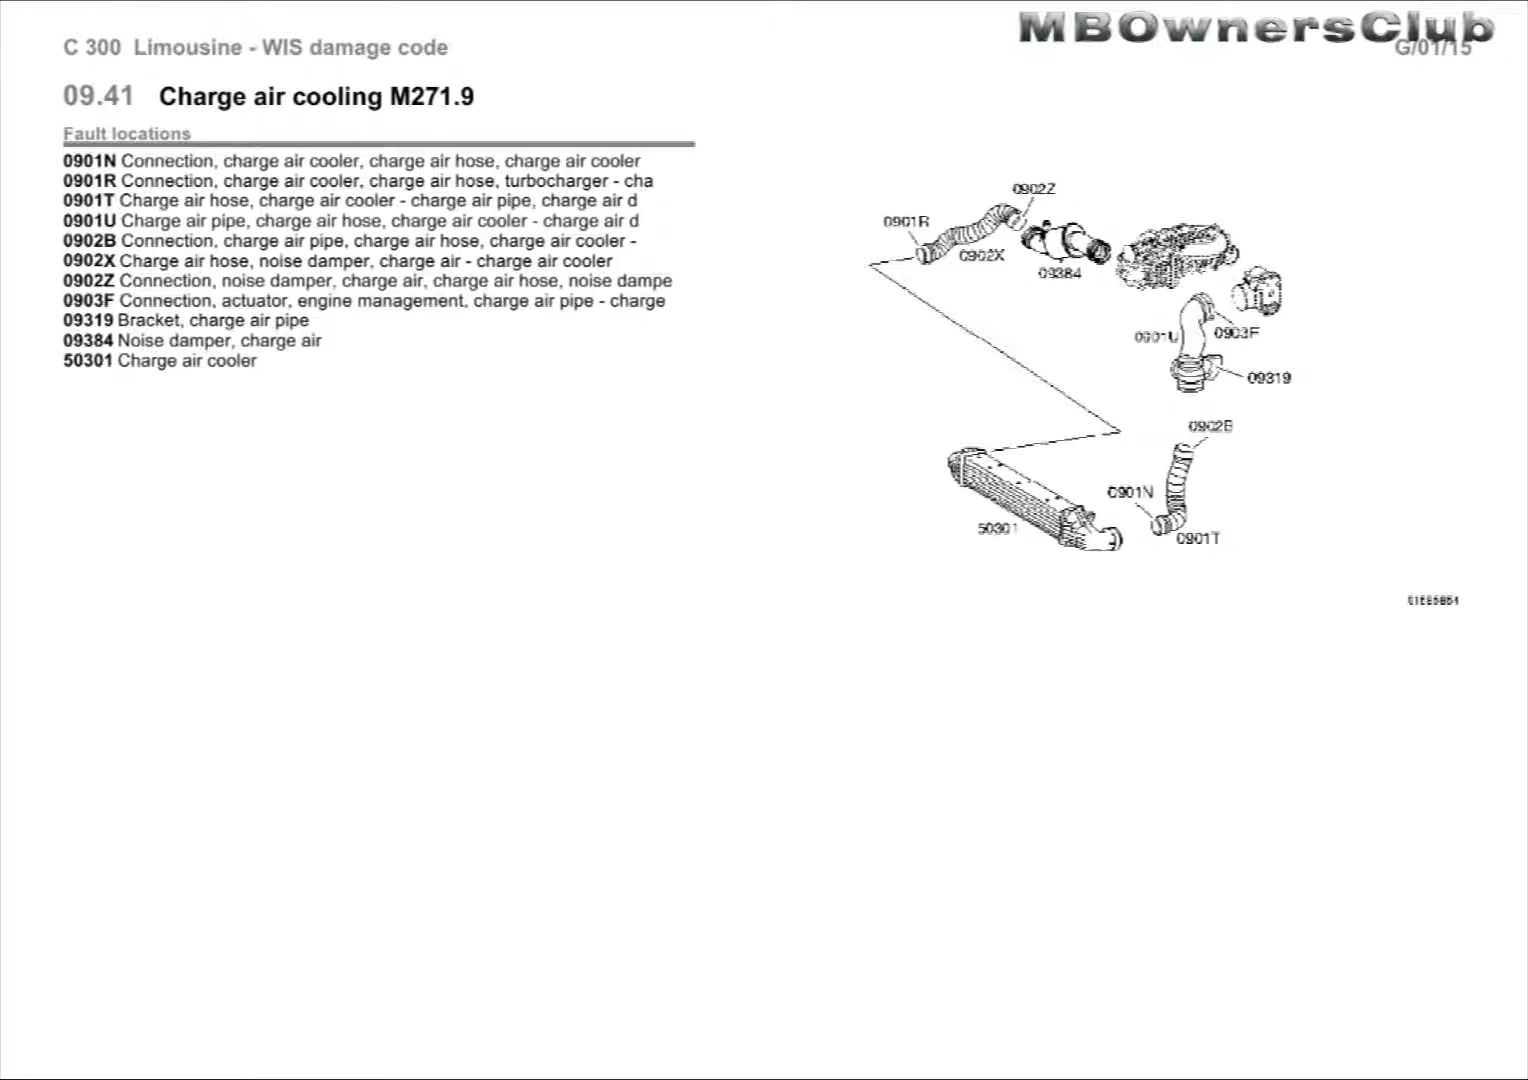 MBOwnersClub
C 300 Limousine - WIS damage code
G/01/15
09.41 Charge air cooling M271.9
Fault locations
0901N Connection, charge air cooler, charge air hose, charge air cooler
0901R Connection, charge air cooler, charge air hose, turbocharger - cha
0901T Charge air hose, charge air cooler - charge air pipe, charge air d
0901U Charge air pipe, charge air hose, charge air cooler - charge air d
0902B Connection, charge air pipe, charge air hose, charge air cooler -
0902X Charge air hose, noise damper, charge air - charge air cooler
0902Z Connection, noise damper, charge air, charge air hose, noise dampe
0903F Connection, actuator, engine management, charge air pipe - charge
09319 Bracket, charge air pipe
09384 Noise damper, charge air
50301 Charge air cooler
0902Z
0901R
0902X
09384
0901U
0903F
09319
0902B
0901N
50301
0901T